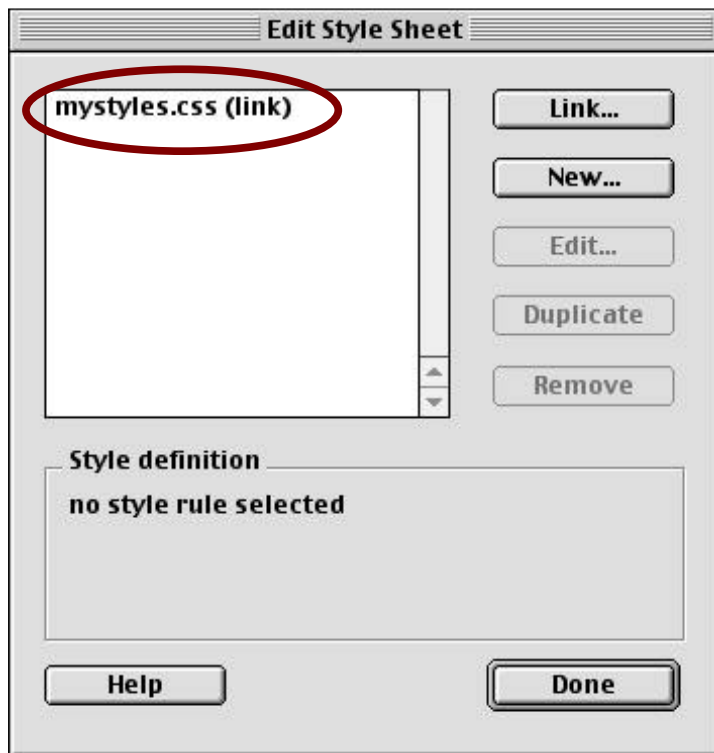 Edit Style Sheet
mystyles.css (link)
Link...
New...
Edit...
Duplicate
Remove
Style definition
no style rule selected
Help
Done